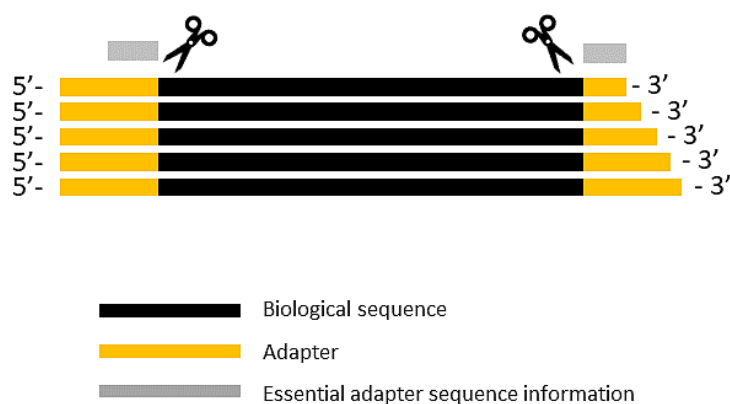 5’- - 3’
5’- - 3’
5’- - 3’
5’- - 3’
5’- - 3’
Biological sequence
Adapter
Essential adapter sequence information